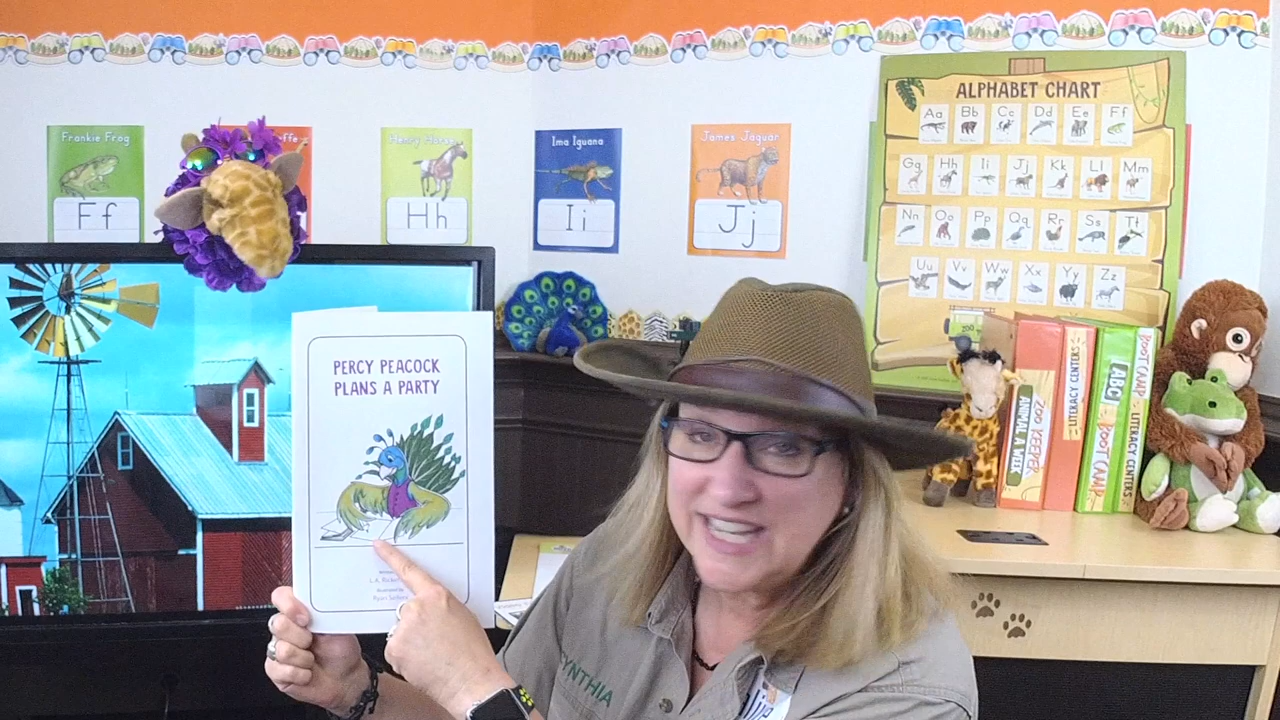 Frankie Frog
Ff
Henry Horse
Hh
Ima Iguana
Ii
James Jaguar
Jj
ALPHABET CHART
Aa Bb Cc Dd Ee Ff
Gg Hh Ii Jj Kk Ll Mm
Nn Oo Pp Qq Rr Ss Tt
Uu Vv Ww Xx Yy Zz
ZOO
PERCY PEACOCK
PLANS A PARTY
ZOO KEEPER
ANIMAL A WEEK
LITERACY CENTERS
ABC
BOOT CAMP
BOOT CAMP
LITERACY CENTERS
YNTHIA